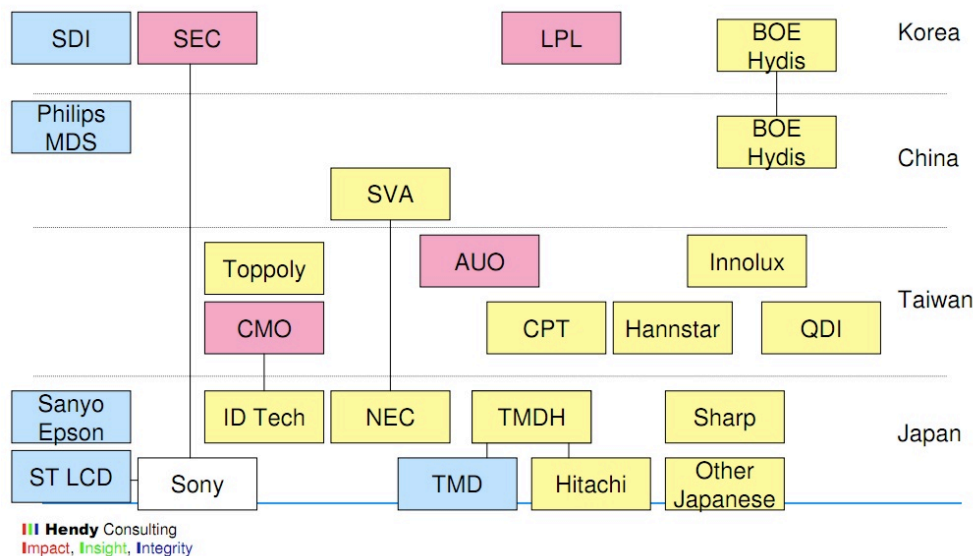 SDI
SEC
LPL
BOE
Hydis
Korea
Philips
MDS
BOE
Hydis
China
SVA
Toppoly
AUO
Innolux
Taiwan
CMO
CPT
Hannstar
QDI
Sanyo
Epson
ID Tech
NEC
TMDH
Sharp
Japan
ST LCD
Sony
TMD
Hitachi
Other
Japanese
Hendy Consulting
Impact, Insight, Integrity